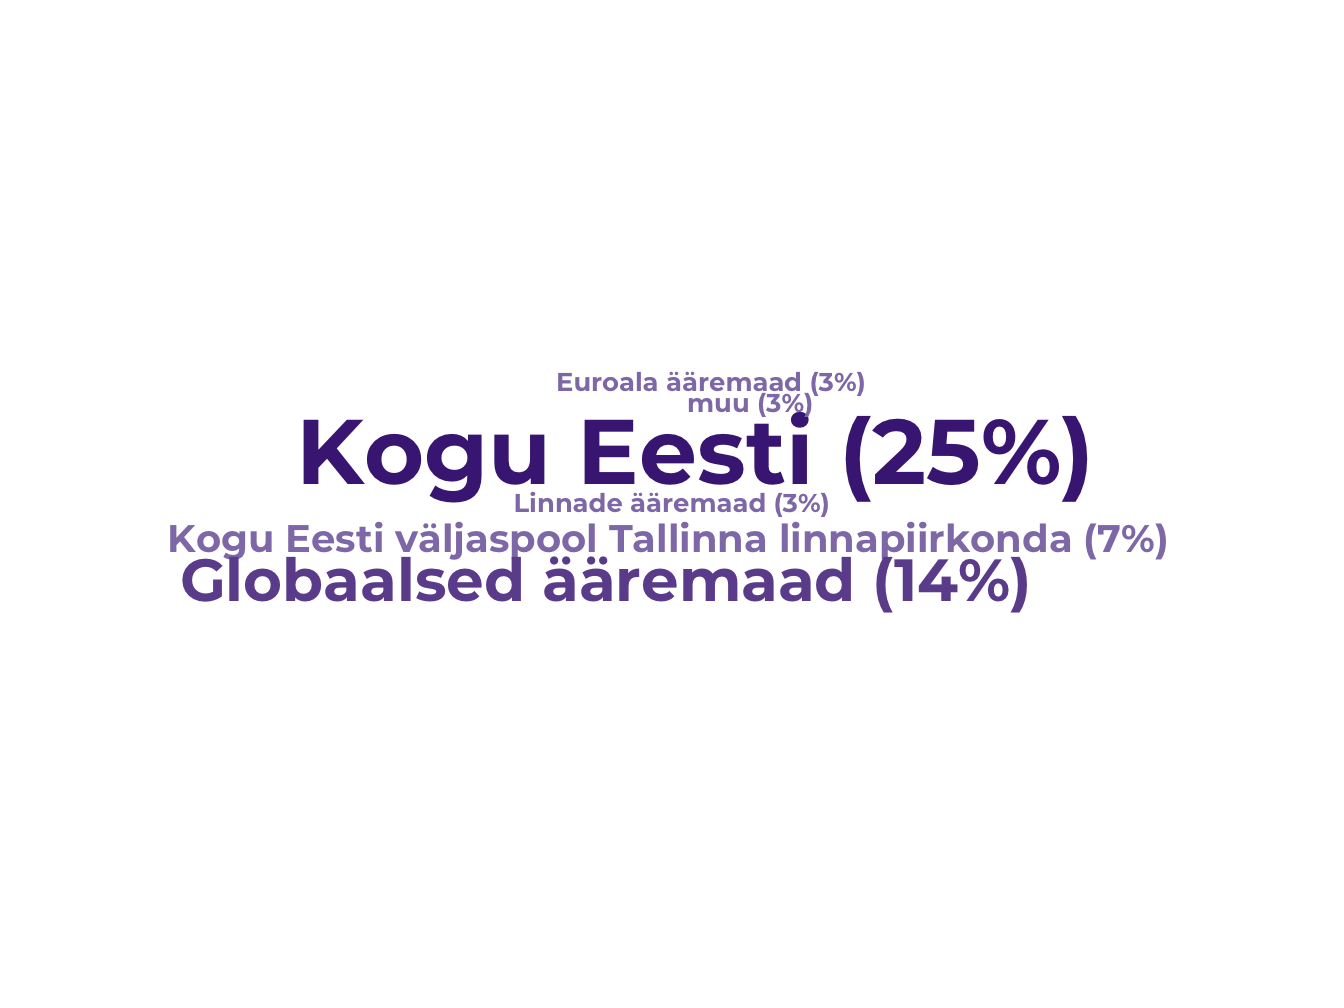 Euroala ääremaad (3%)
muu (3%)
Kogu Eesti (25%)
Linnade ääremaad (3%)
Kogu Eesti väljaspool Tallinna linnapiirkonda (7%)
Globaalsed ääremaad (14%)